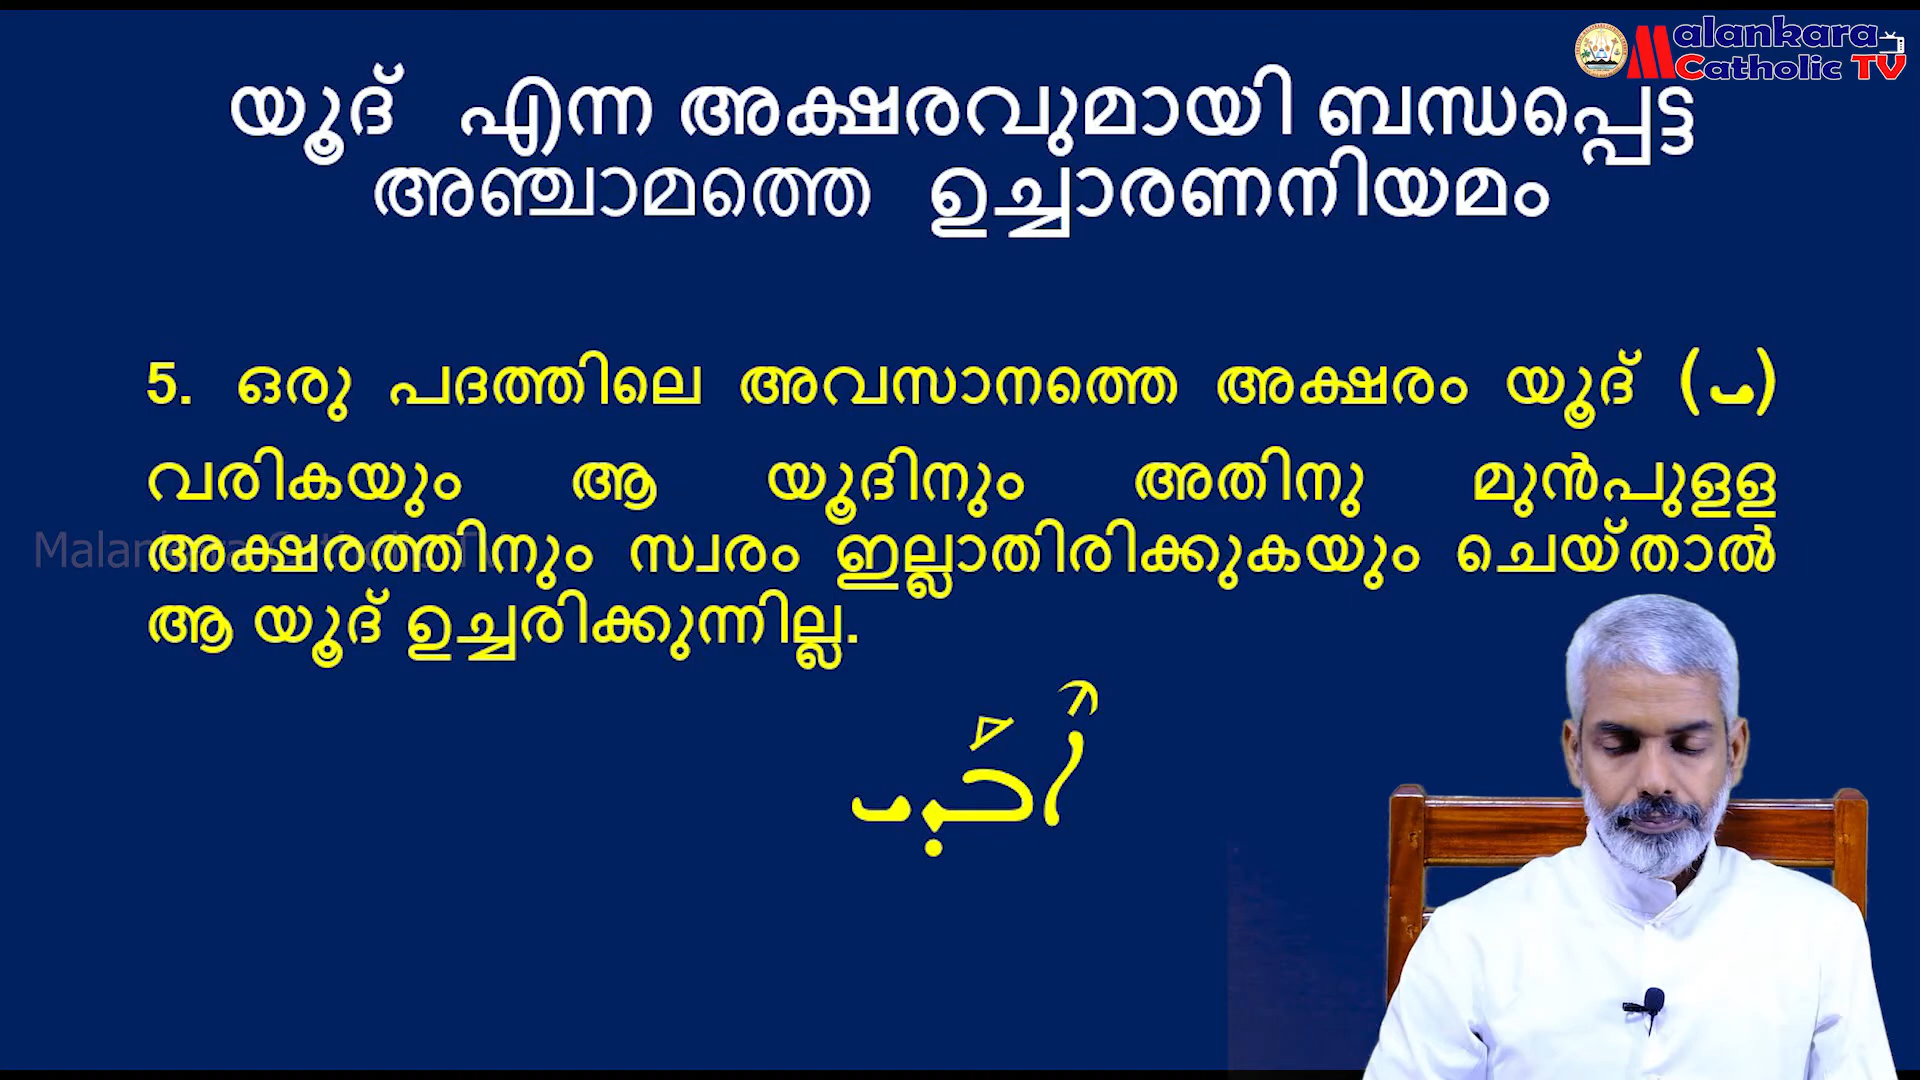 Malankara
Catholic TV
യൂദ് എന്ന അക്ഷരവുമായി ബന്ധപ്പെട്ട
അഞ്ചാമത്തെ ഉച്ചാരണനിയമം
5. ഒരു പദത്തിലെ അവസാനത്തെ അക്ഷരം യൂദ് (ܝ)
വരികയും ആ യൂദിനും അതിനു മുൻപുളള
അക്ഷരത്തിനും സ്വരം ഇല്ലാതിരിക്കുകയും ചെയ്താൽ
ആ യൂദ് ഉച്ചരിക്കുന്നില്ല.